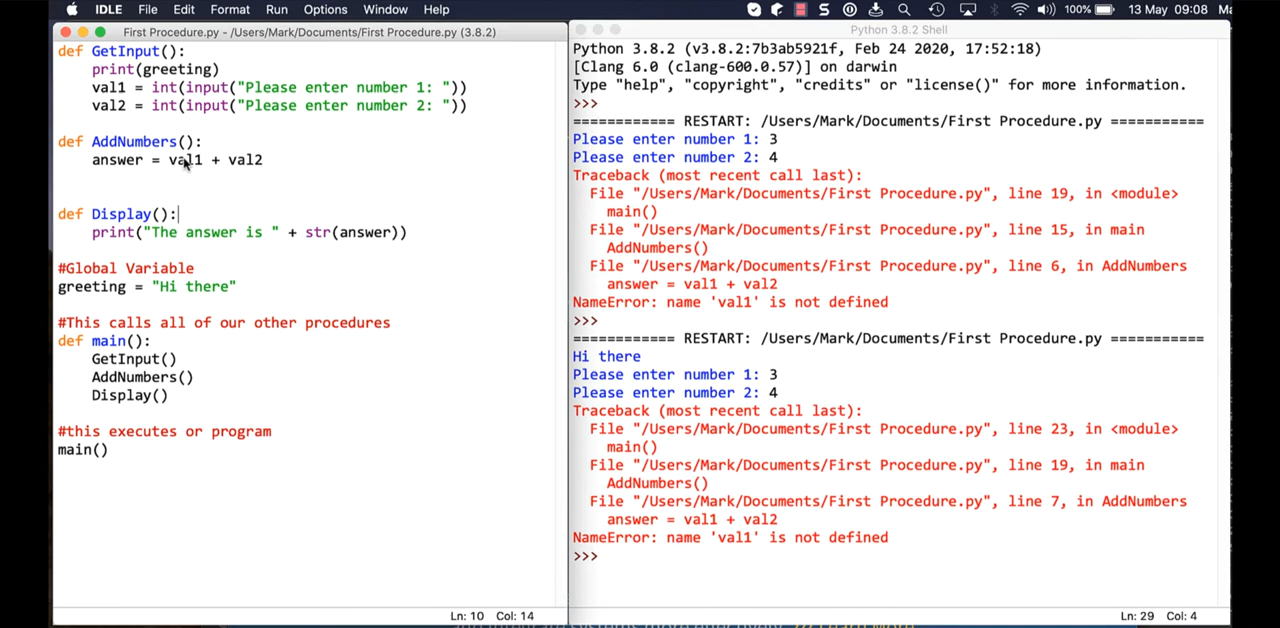 IDLE File Edit Format Run Options Window Help 100% 13 May 09:08 Ma
First Procedure.py - /Users/Mark/Documents/First Procedure.py (3.8.2)
def GetInput():
print(greeting)
val1 = int(input("Please enter number 1: "))
val2 = int(input("Please enter number 2: "))
def AddNumbers():
answer = val1 + val2
def Display():
print("The answer is " + str(answer))
#Global Variable
greeting = "Hi there"
#This calls all of our other procedures
def main():
GetInput()
AddNumbers()
Display()
#this executes or program
main()
Ln: 10 Col: 14
Python 3.8.2 Shell
Python 3.8.2 (v3.8.2:7b3ab5921f, Feb 24 2020, 17:52:18)
[Clang 6.0 (clang-600.0.57)] on darwin
Type "help", "copyright", "credits" or "license()" for more information.
>>>
============ RESTART: /Users/Mark/Documents/First Procedure.py ===========
Please enter number 1: 3
Please enter number 2: 4
Traceback (most recent call last):
File "/Users/Mark/Documents/First Procedure.py", line 19, in <module>
main()
File "/Users/Mark/Documents/First Procedure.py", line 15, in main
AddNumbers()
File "/Users/Mark/Documents/First Procedure.py", line 6, in AddNumbers
answer = val1 + val2
NameError: name 'val1' is not defined
>>>
============ RESTART: /Users/Mark/Documents/First Procedure.py ===========
Hi there
Please enter number 1: 3
Please enter number 2: 4
Traceback (most recent call last):
File "/Users/Mark/Documents/First Procedure.py", line 23, in <module>
main()
File "/Users/Mark/Documents/First Procedure.py", line 19, in main
AddNumbers()
File "/Users/Mark/Documents/First Procedure.py", line 7, in AddNumbers
answer = val1 + val2
NameError: name 'val1' is not defined
>>>
Ln: 29 Col: 4